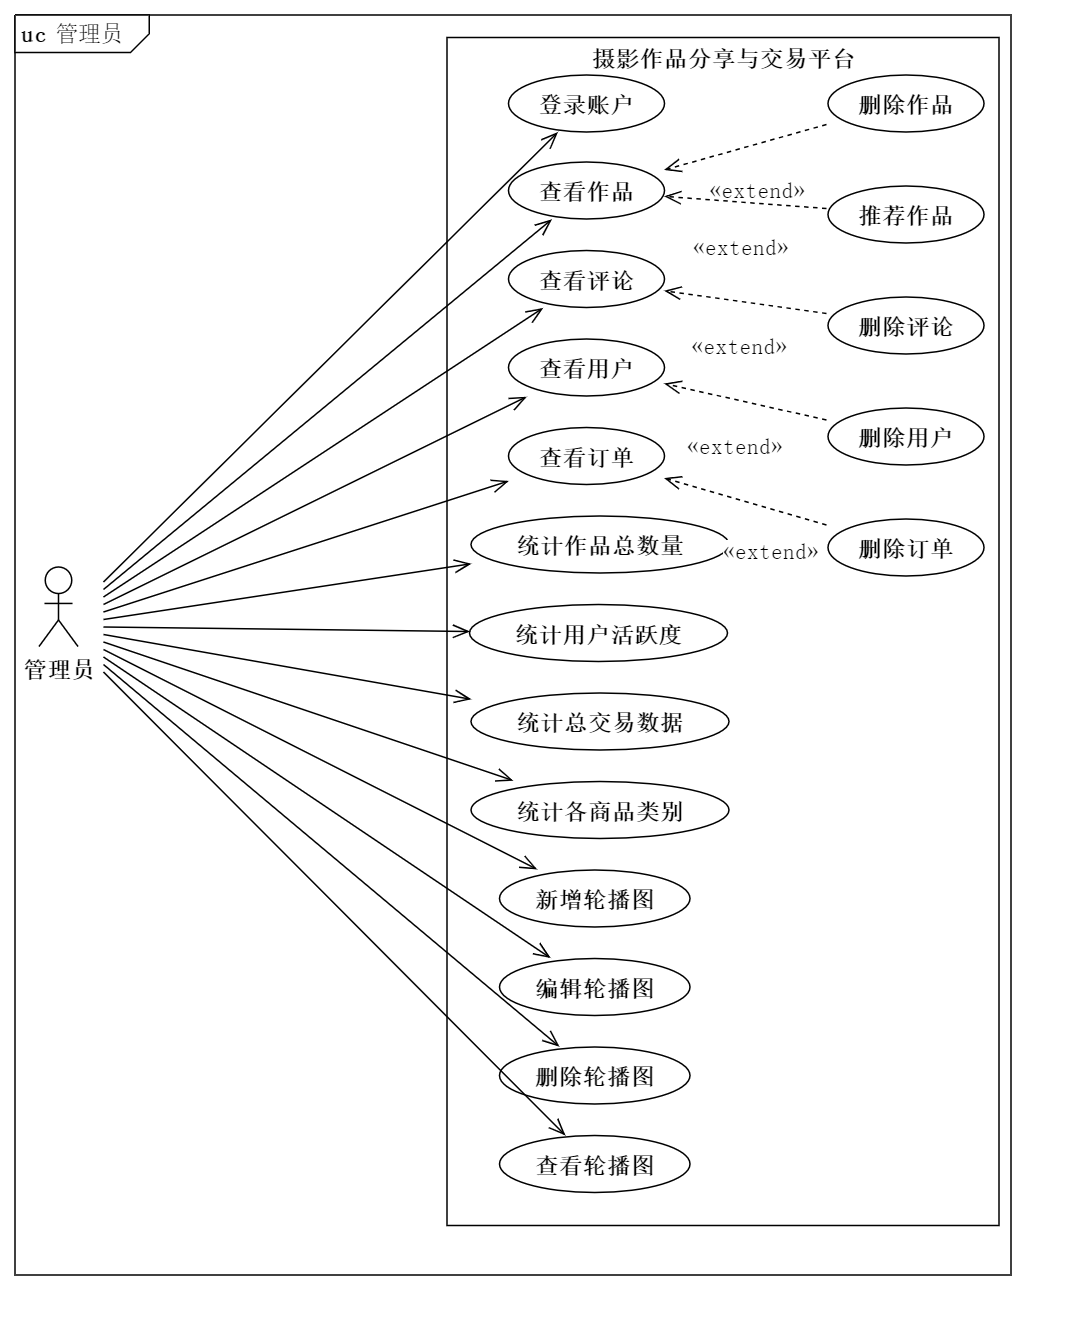 uc 管理员
摄影作品分享与交易平台
登录账户
删除作品
查看作品
«extend»
推荐作品
«extend»
查看评论
删除评论
«extend»
查看用户
删除用户
«extend»
查看订单
统计作品总数量
«extend»
删除订单
统计用户活跃度
管理员
统计总交易数据
统计各商品类别
新增轮播图
编辑轮播图
删除轮播图
查看轮播图